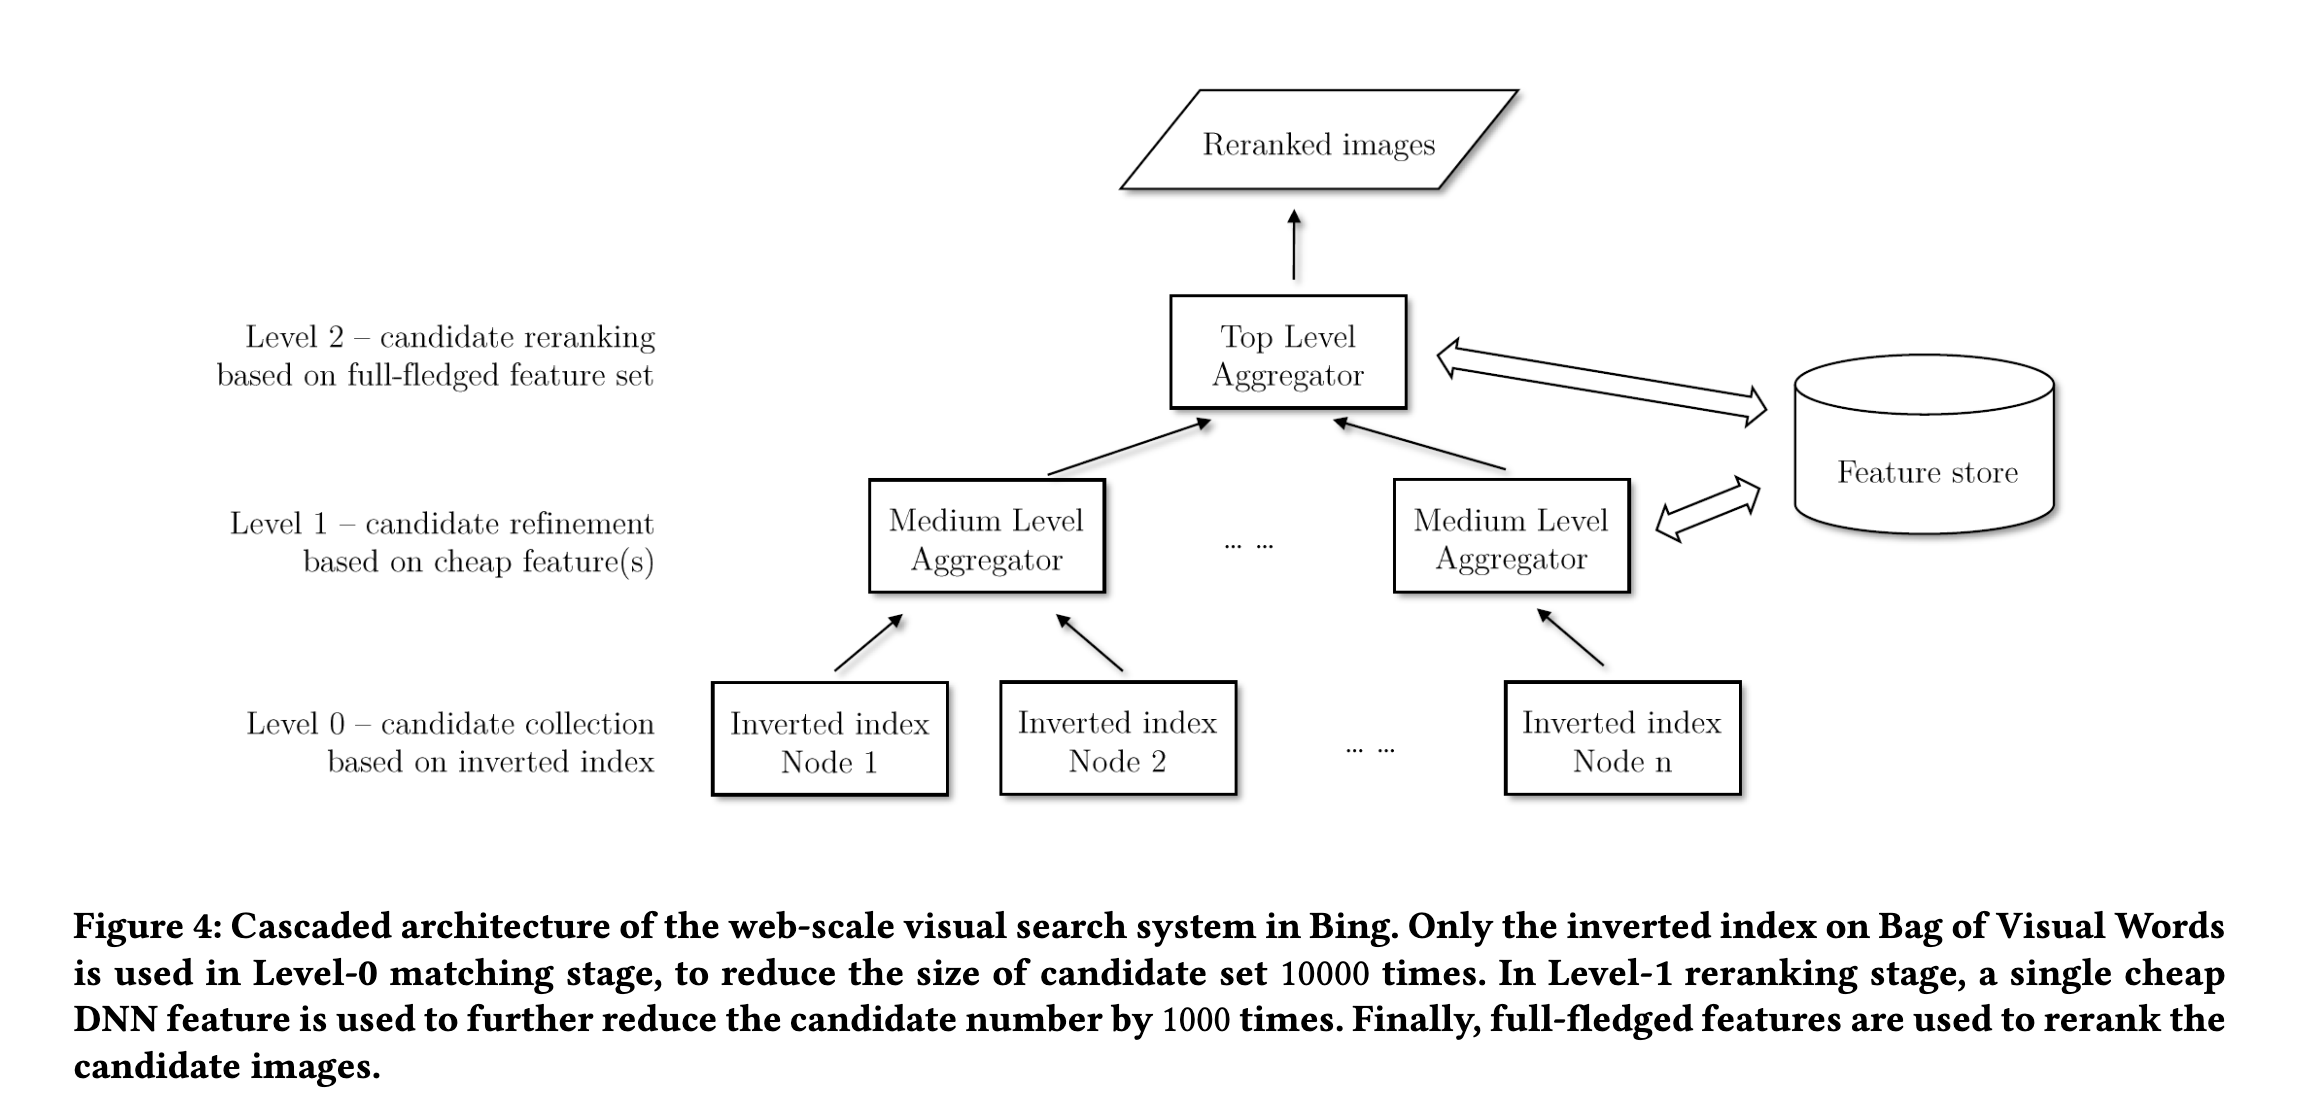 Reranked images
Level 2 – candidate reranking
based on full-fledged feature set
Top Level
Aggregator
Feature store
Level 1 – candidate refinement
based on cheap feature(s)
Medium Level
Aggregator
... ...
Medium Level
Aggregator
Level 0 – candidate collection
based on inverted index
Inverted index
Node 1
Inverted index
Node 2
... ...
Inverted index
Node n
Figure 4: Cascaded architecture of the web-scale visual search system in Bing. Only the inverted index on Bag of Visual Words
is used in Level-0 matching stage, to reduce the size of candidate set 10000 times. In Level-1 reranking stage, a single cheap
DNN feature is used to further reduce the candidate number by 1000 times. Finally, full-fledged features are used to rerank the
candidate images.